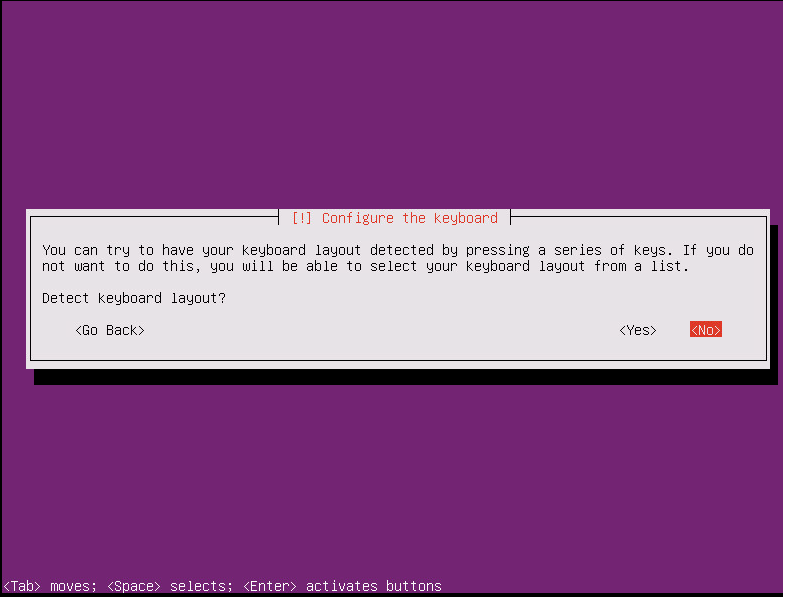 [!] Configure the keyboard
You can try to have your keyboard layout detected by pressing a series of keys. If you do
not want to do this, you will be able to select your keyboard layout from a list.
Detect keyboard layout?
<Go Back> <Yes> <No>
<Tab> moves; <Space> selects; <Enter> activates buttons